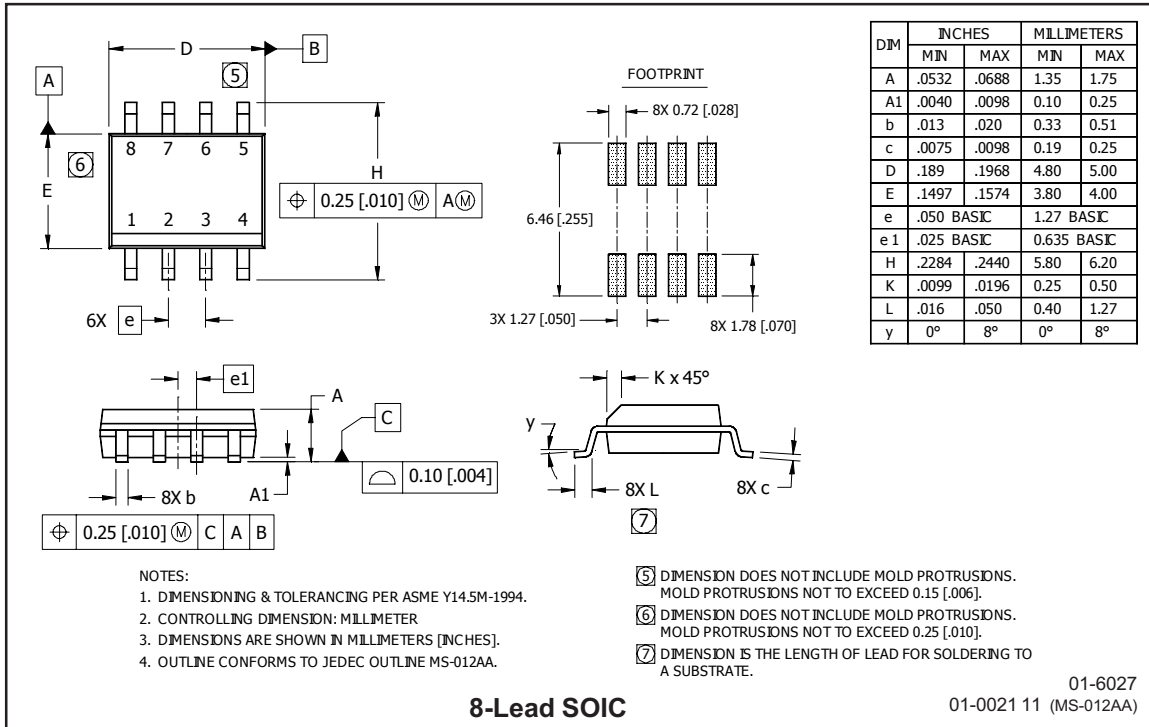 D
B
5
A
8 7 6 5
6
E
H
⌖ 0.25 [.010] Ⓜ A Ⓜ
1 2 3 4
6X e
FOOTPRINT
8X 0.72 [.028]
6.46 [.255]
3X 1.27 [.050]
8X 1.78 [.070]
DIM INCHES MILLIMETERS
MIN MAX MIN MAX
A .0532 .0688 1.35 1.75
A1 .0040 .0098 0.10 0.25
b .013 .020 0.33 0.51
c .0075 .0098 0.19 0.25
D .189 .1968 4.80 5.00
E .1497 .1574 3.80 4.00
e .050 BASIC 1.27 BASIC
e 1 .025 BASIC 0.635 BASIC
H .2284 .2440 5.80 6.20
K .0099 .0196 0.25 0.50
L .016 .050 0.40 1.27
y 0° 8° 0° 8°
e1
A
C
0.10 [.004]
8X b
A1
⌖ 0.25 [.010] Ⓜ C A B
K x 45°
y
8X L
8X c
7
NOTES:
1. DIMENSIONING & TOLERANCING PER ASME Y14.5M-1994.
2. CONTROLLING DIMENSION: MILLIMETER
3. DIMENSIONS ARE SHOWN IN MILLIMETERS [INCHES].
4. OUTLINE CONFORMS TO JEDEC OUTLINE MS-012AA.
5 DIMENSION DOES NOT INCLUDE MOLD PROTRUSIONS.
MOLD PROTRUSIONS NOT TO EXCEED 0.15 [.006].
6 DIMENSION DOES NOT INCLUDE MOLD PROTRUSIONS.
MOLD PROTRUSIONS NOT TO EXCEED 0.25 [.010].
7 DIMENSION IS THE LENGTH OF LEAD FOR SOLDERING TO
A SUBSTRATE.
8-Lead SOIC
01-6027
01-0021 11 (MS-012AA)